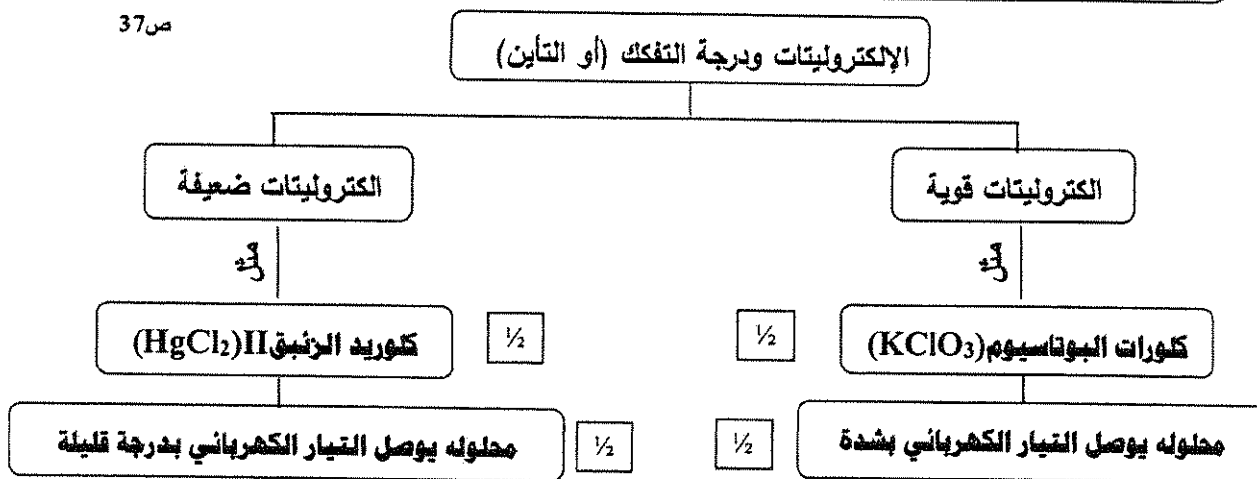 ص37
الإلكتروليتات ودرجة التفكك (أو التأين)
الكتروليتات قوية
الكتروليتات ضعيفة
مثل
مثل
كلورات البوتاسيوم(KClO₃)
½
½
كلوريد الزئبقII(HgCl₂)
محلوله يوصل التيار الكهربائي بشدة
½
½
محلوله يوصل التيار الكهربائي بدرجة قليلة